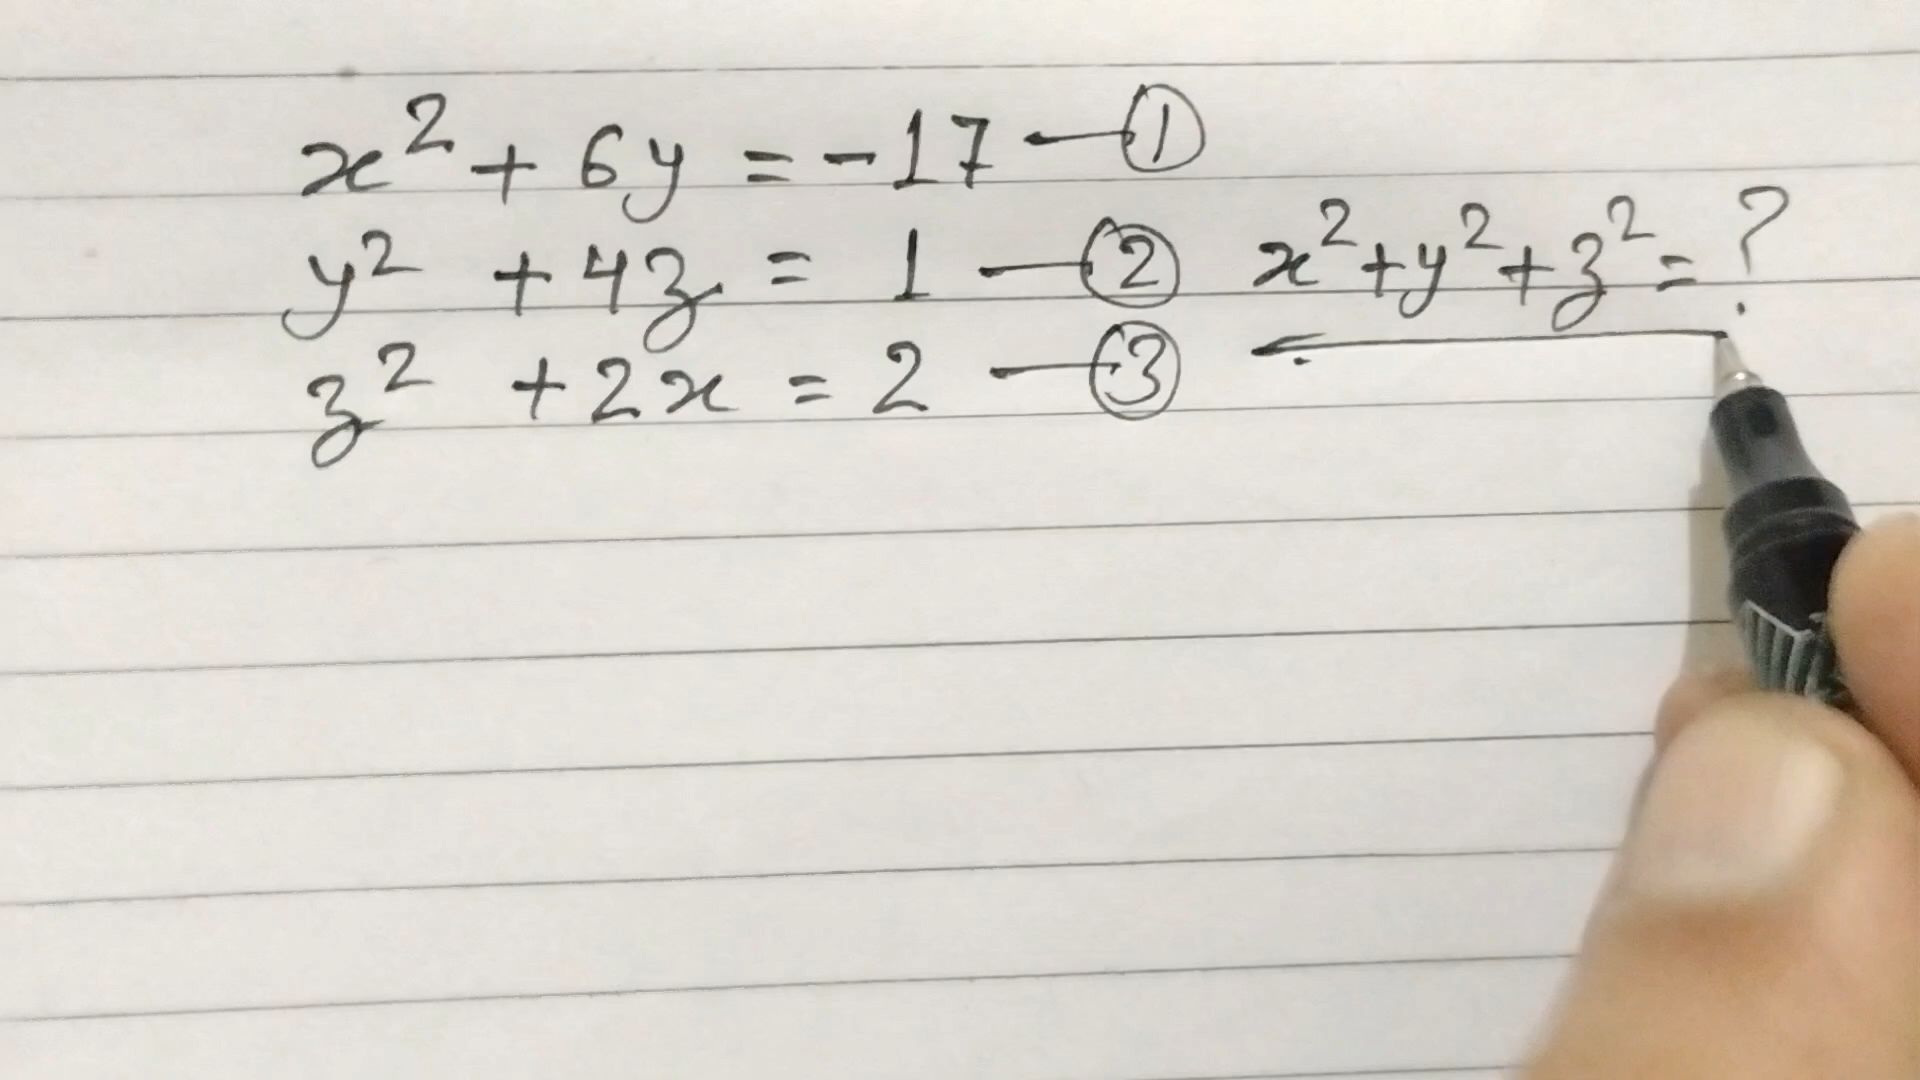 x² + 6y = -17 — ①
y² + 4z = 1 — ②
x² + y² + z² = ?
z² + 2x = 2 — ③